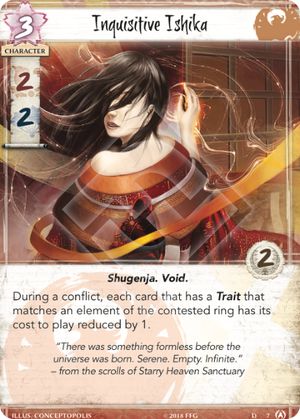 Inquisitive Ishika
3
CHARACTER
2
2
2
Shugenja. Void.
During a conflict, each card that has a Trait that
matches an element of the contested ring has its
cost to play reduced by 1.
"There was something formless before the
universe was born. Serene. Empty. Infinite."
– from the scrolls of Starry Heaven Sanctuary
ILLUS. CONCEPTOPOLIS
©2018 FFG
D
?